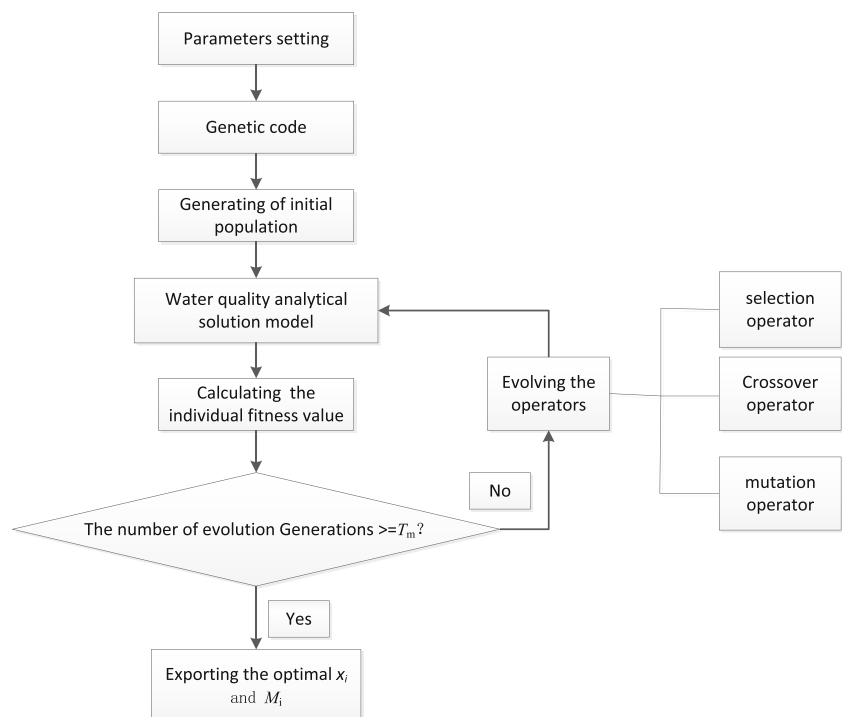 Parameters setting
Genetic code
Generating of initial
population
Water quality analytical
solution model
Calculating the
individual fitness value
The number of evolution Generations >=Tm?
Yes
Exporting the optimal xi
and Mi
No
Evolving the
operators
selection
operator
Crossover
operator
mutation
operator